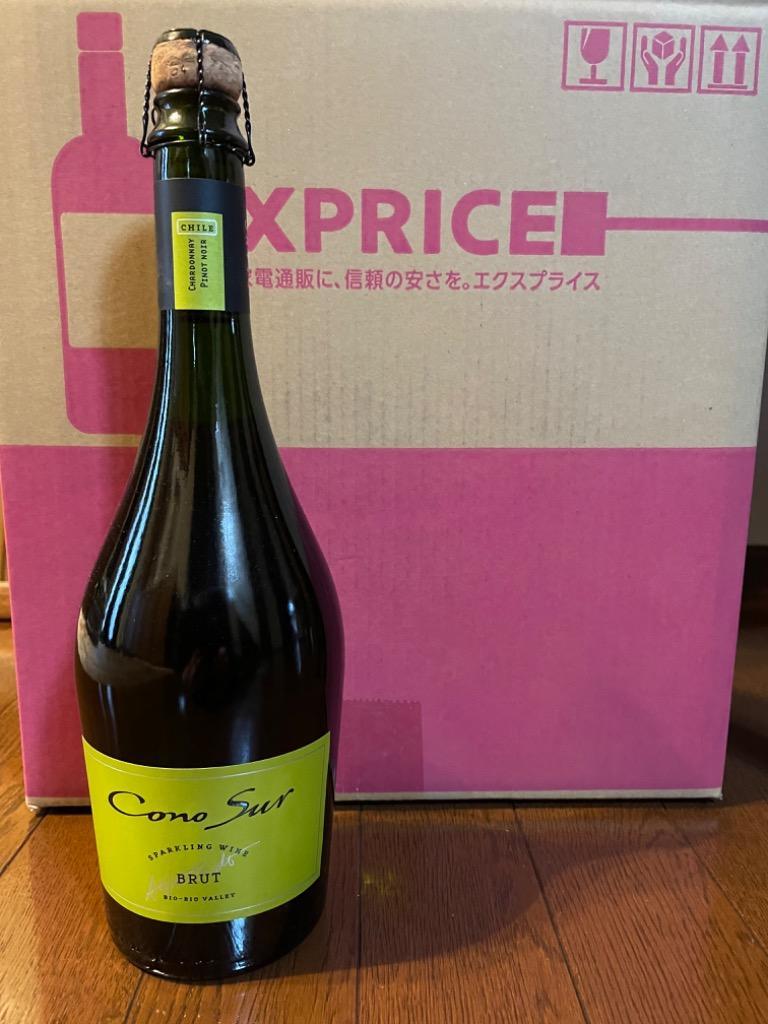 XPRICE
電通販に、信頼の安さを。エクスプライス
CHILE
CHARDONNAY
PINOT NOIR
Cono Sur
SPARKLING WINE
BRUT
BIO-BIO VALLEY